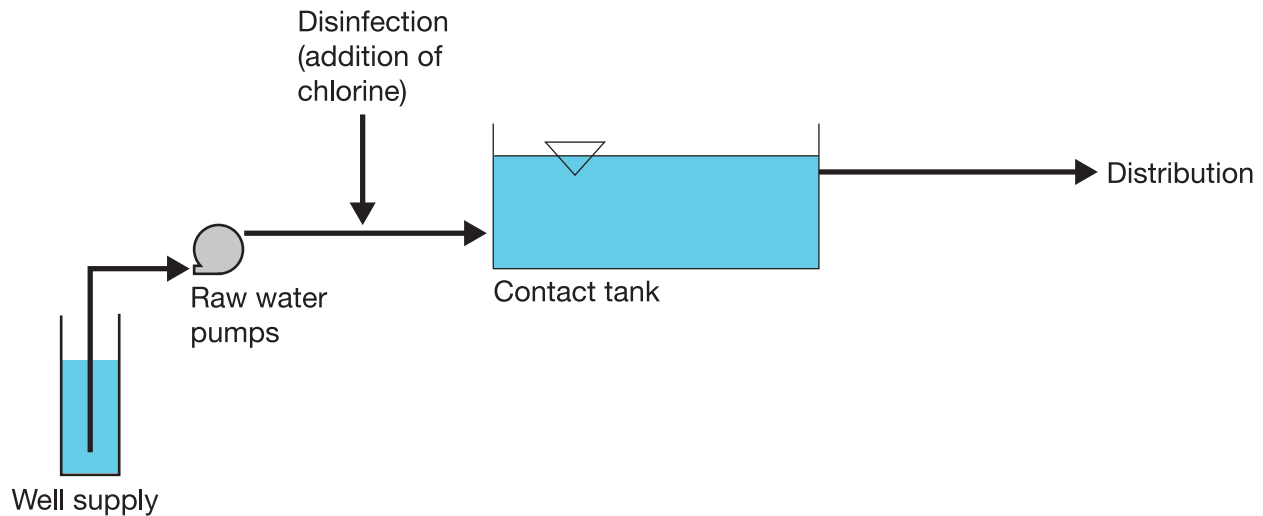 Disinfection
(addition of
chlorine)
Distribution
Raw water
pumps
Contact tank
Well supply